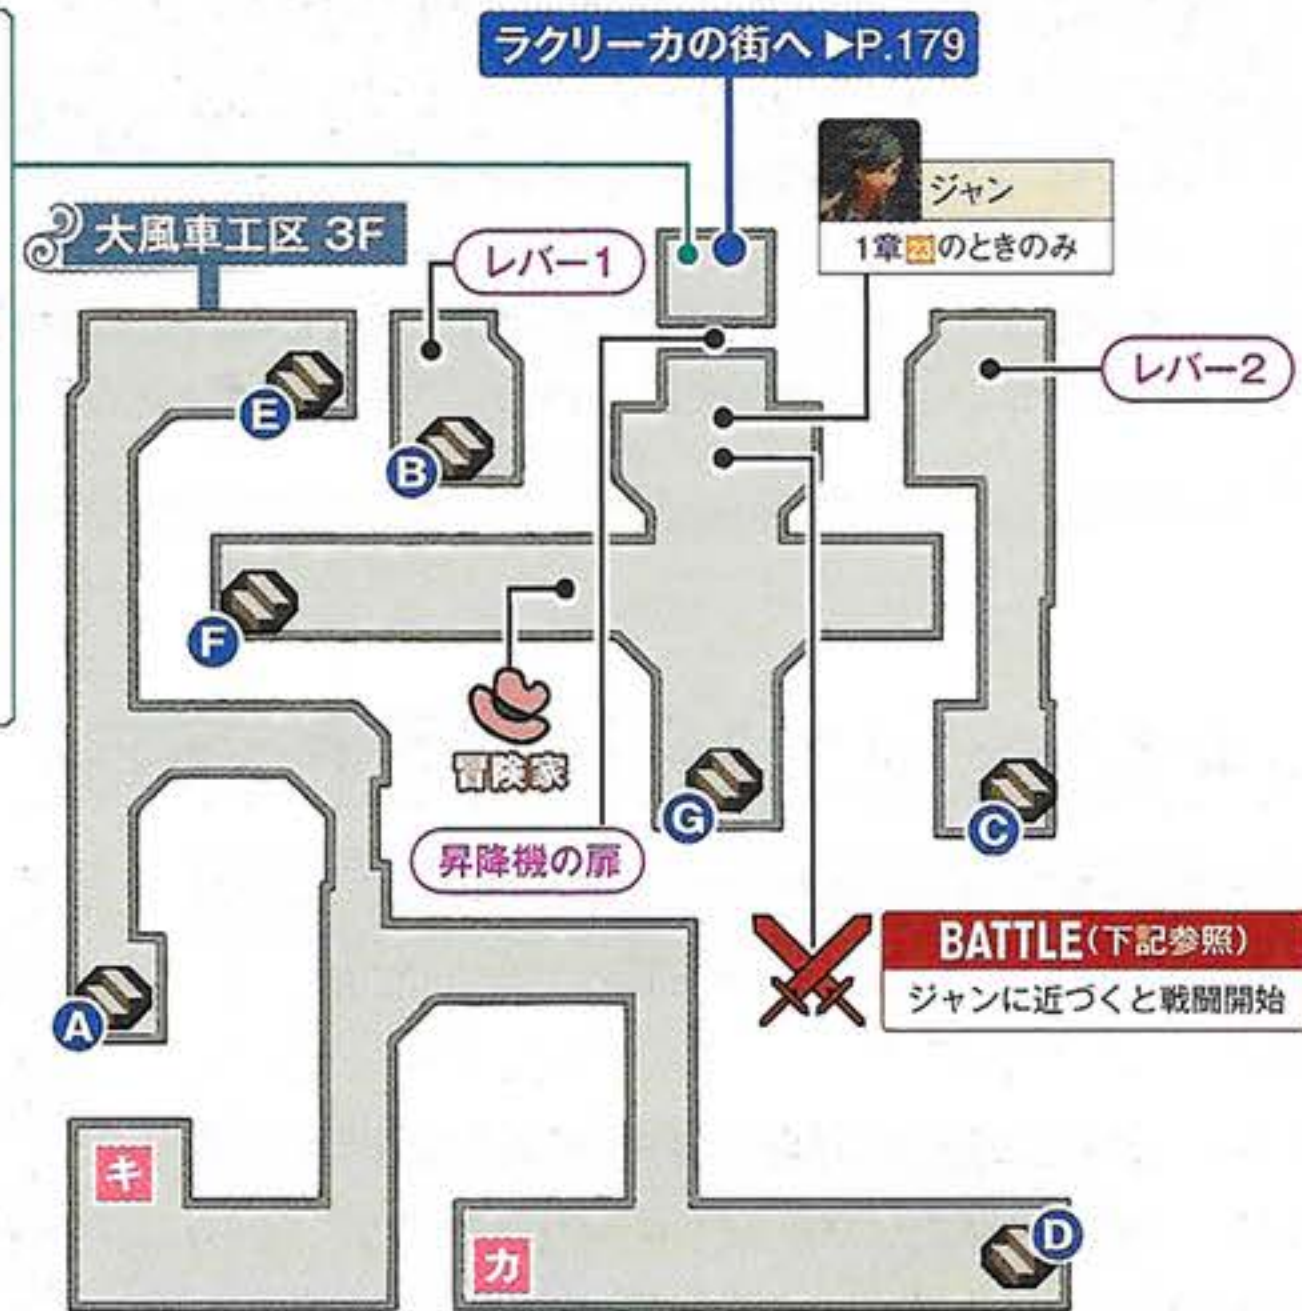 ラクリーカの街へ ▶P.179
ジャン
1章23のときのみ
大風車工区 3F
レバー1
レバー2
E
B
F
冒険家
G
C
昇降機の扉
BATTLE(下記参照)
ジャンに近づくと戦闘開始
A
キ
カ
D